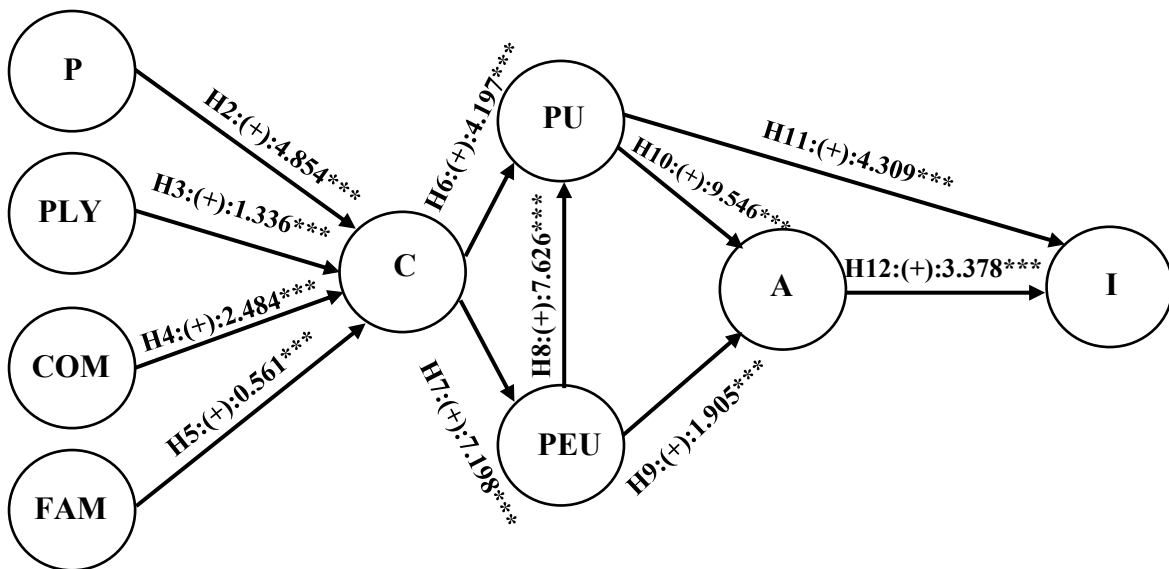 P
H2:(+):4.854***
PLY
H3:(+):1.336***
COM
H4:(+):2.484***
FAM
H5:(+):0.561***
C
H6:(+):4.197***
H7:(+):7.198***
PU
H8:(+):7.626***
PEU
H10:(+):9.546***
H9:(+):1.905***
H11:(+):4.309***
A
H12:(+):3.378***
I